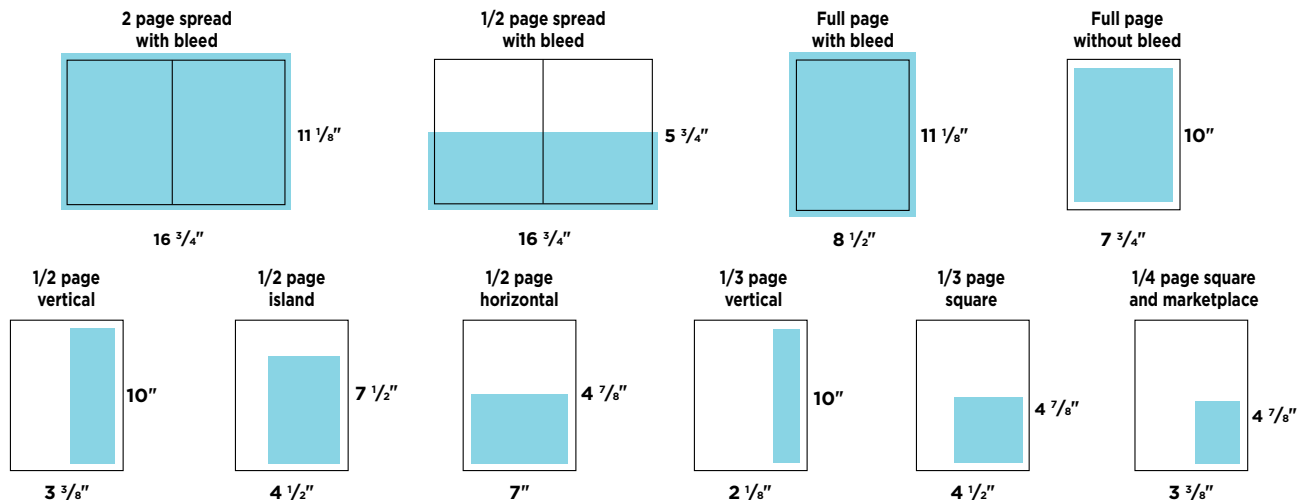 2 page spread
with bleed
1/2 page spread
with bleed
Full page
with bleed
Full page
without bleed
11 1/8"
5 3/4"
11 1/8"
10"
16 3/4"
16 3/4"
8 1/2"
7 3/4"
1/2 page
vertical
1/2 page
island
1/2 page
horizontal
1/3 page
vertical
1/3 page
square
1/4 page square
and marketplace
10"
7 1/2"
4 7/8"
10"
4 7/8"
4 7/8"
3 3/8"
4 1/2"
7"
2 1/8"
4 1/2"
3 3/8"